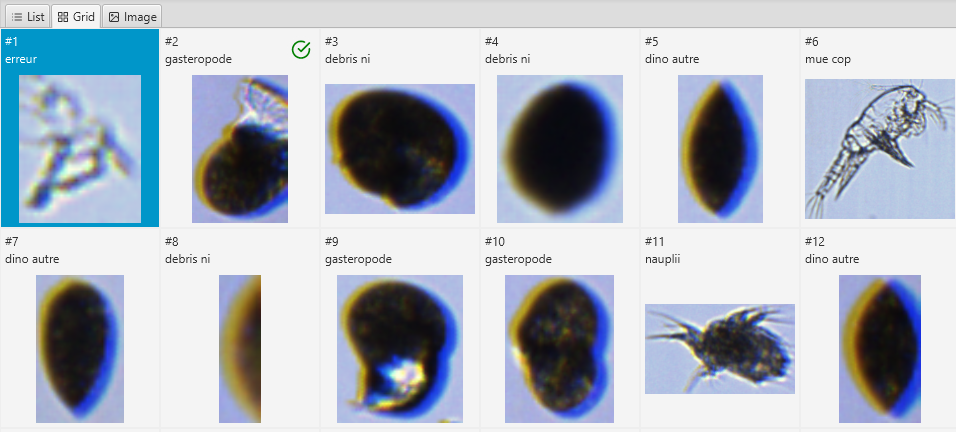 List Grid Image
#1
erreur
#2
gasteropode
#3
debris ni
#4
debris ni
#5
dino autre
#6
mue cop
#7
dino autre
#8
debris ni
#9
gasteropode
#10
gasteropode
#11
nauplii
#12
dino autre